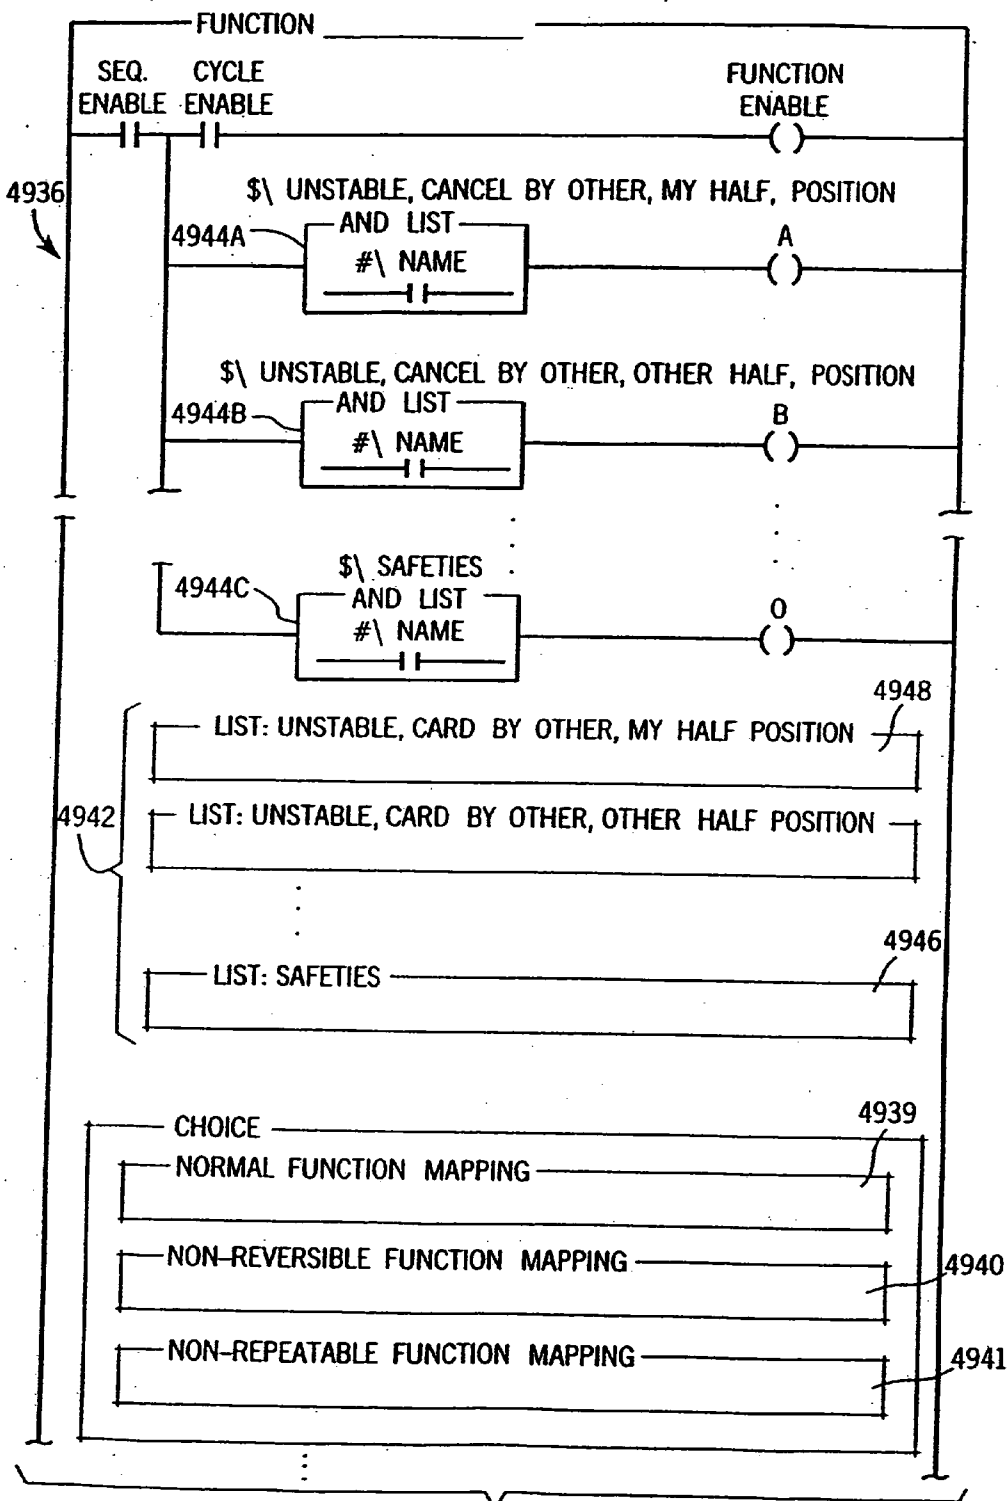 FUNCTION
SEQ. ENABLE
CYCLE ENABLE
FUNCTION ENABLE
4936
$\ UNSTABLE, CANCEL BY OTHER, MY HALF, POSITION
4944A
AND LIST
#\ NAME
A
$\ UNSTABLE, CANCEL BY OTHER, OTHER HALF, POSITION
4944B
AND LIST
#\ NAME
B
$\ SAFETIES
4944C
AND LIST
#\ NAME
O
4948
LIST: UNSTABLE, CARD BY OTHER, MY HALF POSITION
4942
LIST: UNSTABLE, CARD BY OTHER, OTHER HALF POSITION
4946
LIST: SAFETIES
4939
CHOICE
NORMAL FUNCTION MAPPING
NON-REVERSIBLE FUNCTION MAPPING
4940
NON-REPEATABLE FUNCTION MAPPING
4941